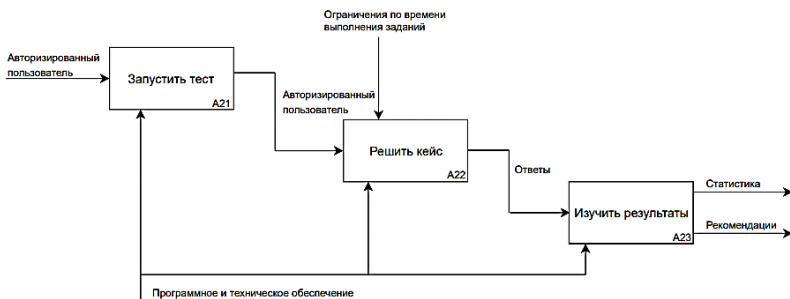 Ограничения по времени
выполнения заданий
Авторизированный
пользователь
Запустить тест
A21
Авторизированный
пользователь
Решить кейс
A22
Ответы
Изучить результаты
A23
Статистика
Рекомендации
Программное и техническое обеспечение